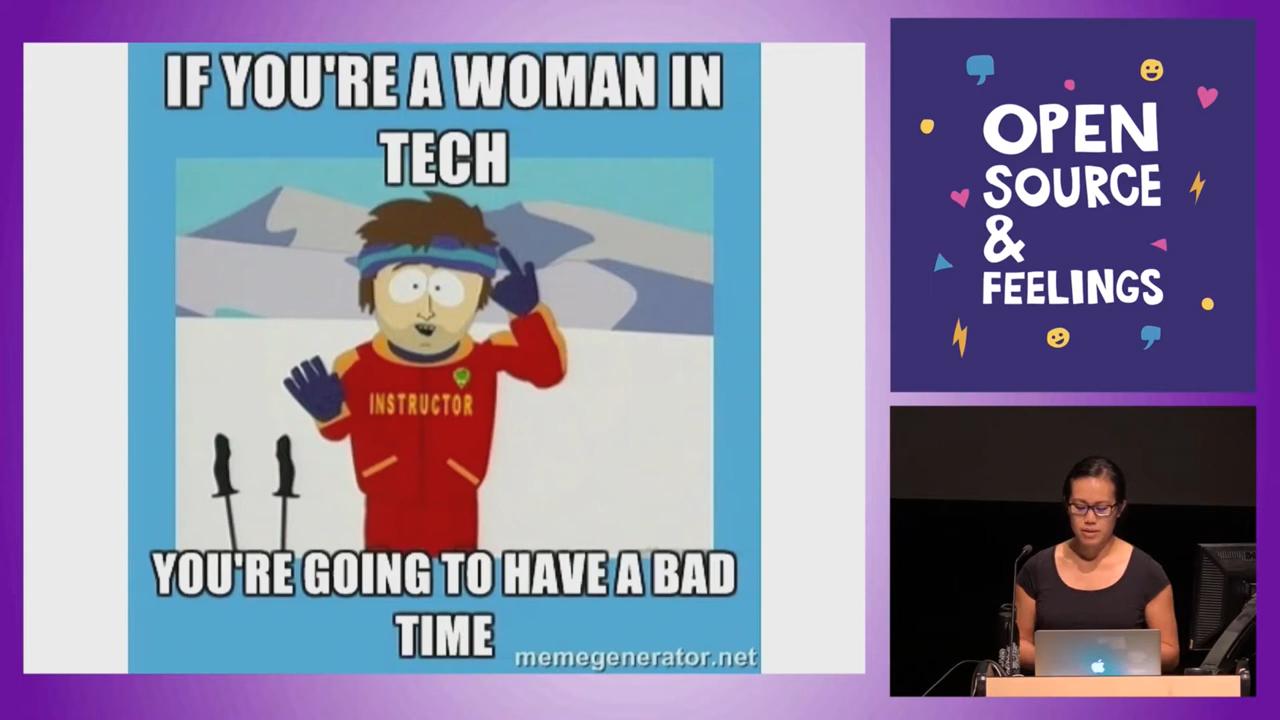 IF YOU'RE A WOMAN IN
TECH
INSTRUCTOR
YOU'RE GOING TO HAVE A BAD
TIME
memegenerator.net
OPEN
SOURCE
&
FEELINGS